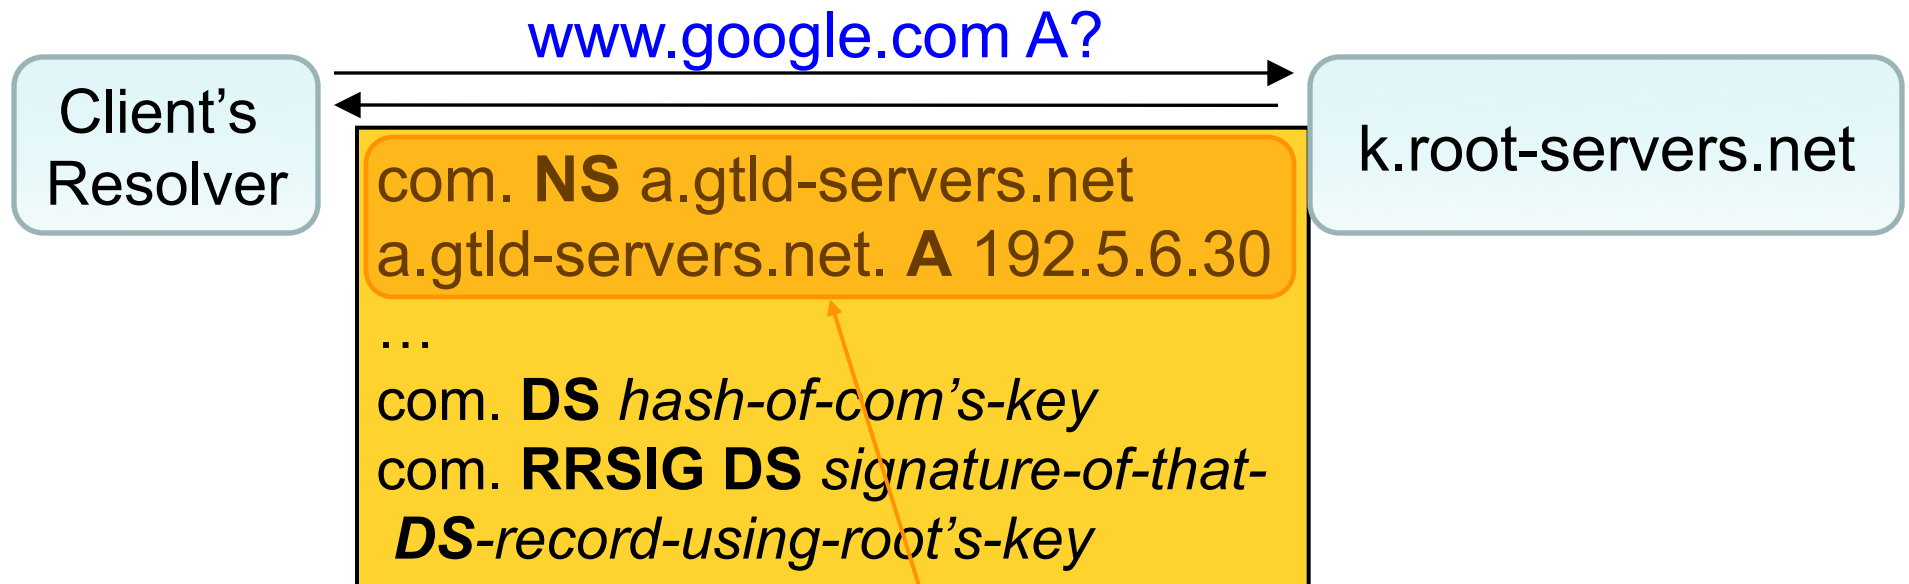 www.google.com A?
Client’s
Resolver
k.root-servers.net
com. NS a.gtld-servers.net
a.gtld-servers.net. A 192.5.6.30
…
com. DS hash-of-com’s-key
com. RRSIG DS signature-of-that-
DS-record-using-root’s-key